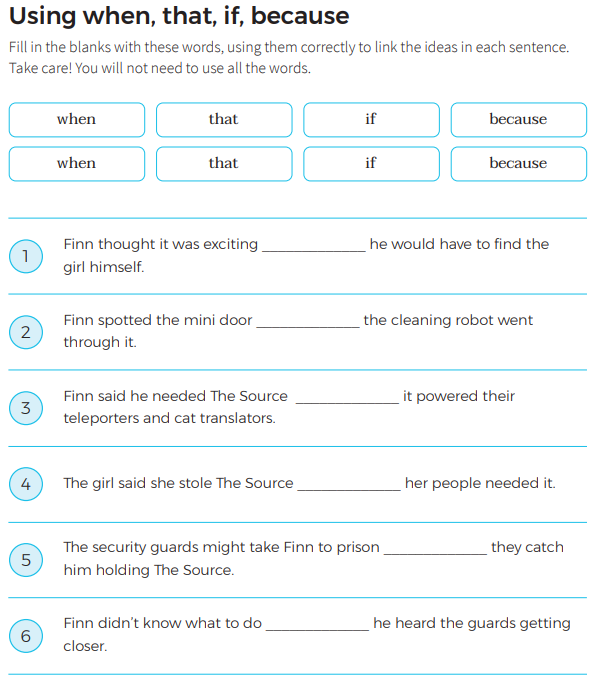 Using when, that, if, because
Fill in the blanks with these words, using them correctly to link the ideas in each sentence.
Take care! You will not need to use all the words.
when that if because
when that if because
1 Finn thought it was exciting ______________ he would have to find the
girl himself.
2 Finn spotted the mini door ______________ the cleaning robot went
through it.
3 Finn said he needed The Source ______________ it powered their
teleporters and cat translators.
4 The girl said she stole The Source ______________ her people needed it.
5 The security guards might take Finn to prison ______________ they catch
him holding The Source.
6 Finn didn’t know what to do ______________ he heard the guards getting
closer.